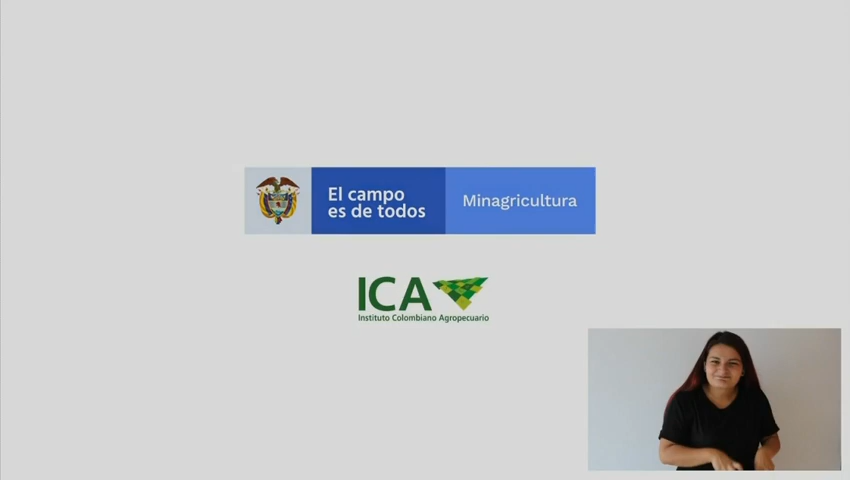 El campo
es de todos
Minagricultura
ICA
Instituto Colombiano Agropecuario